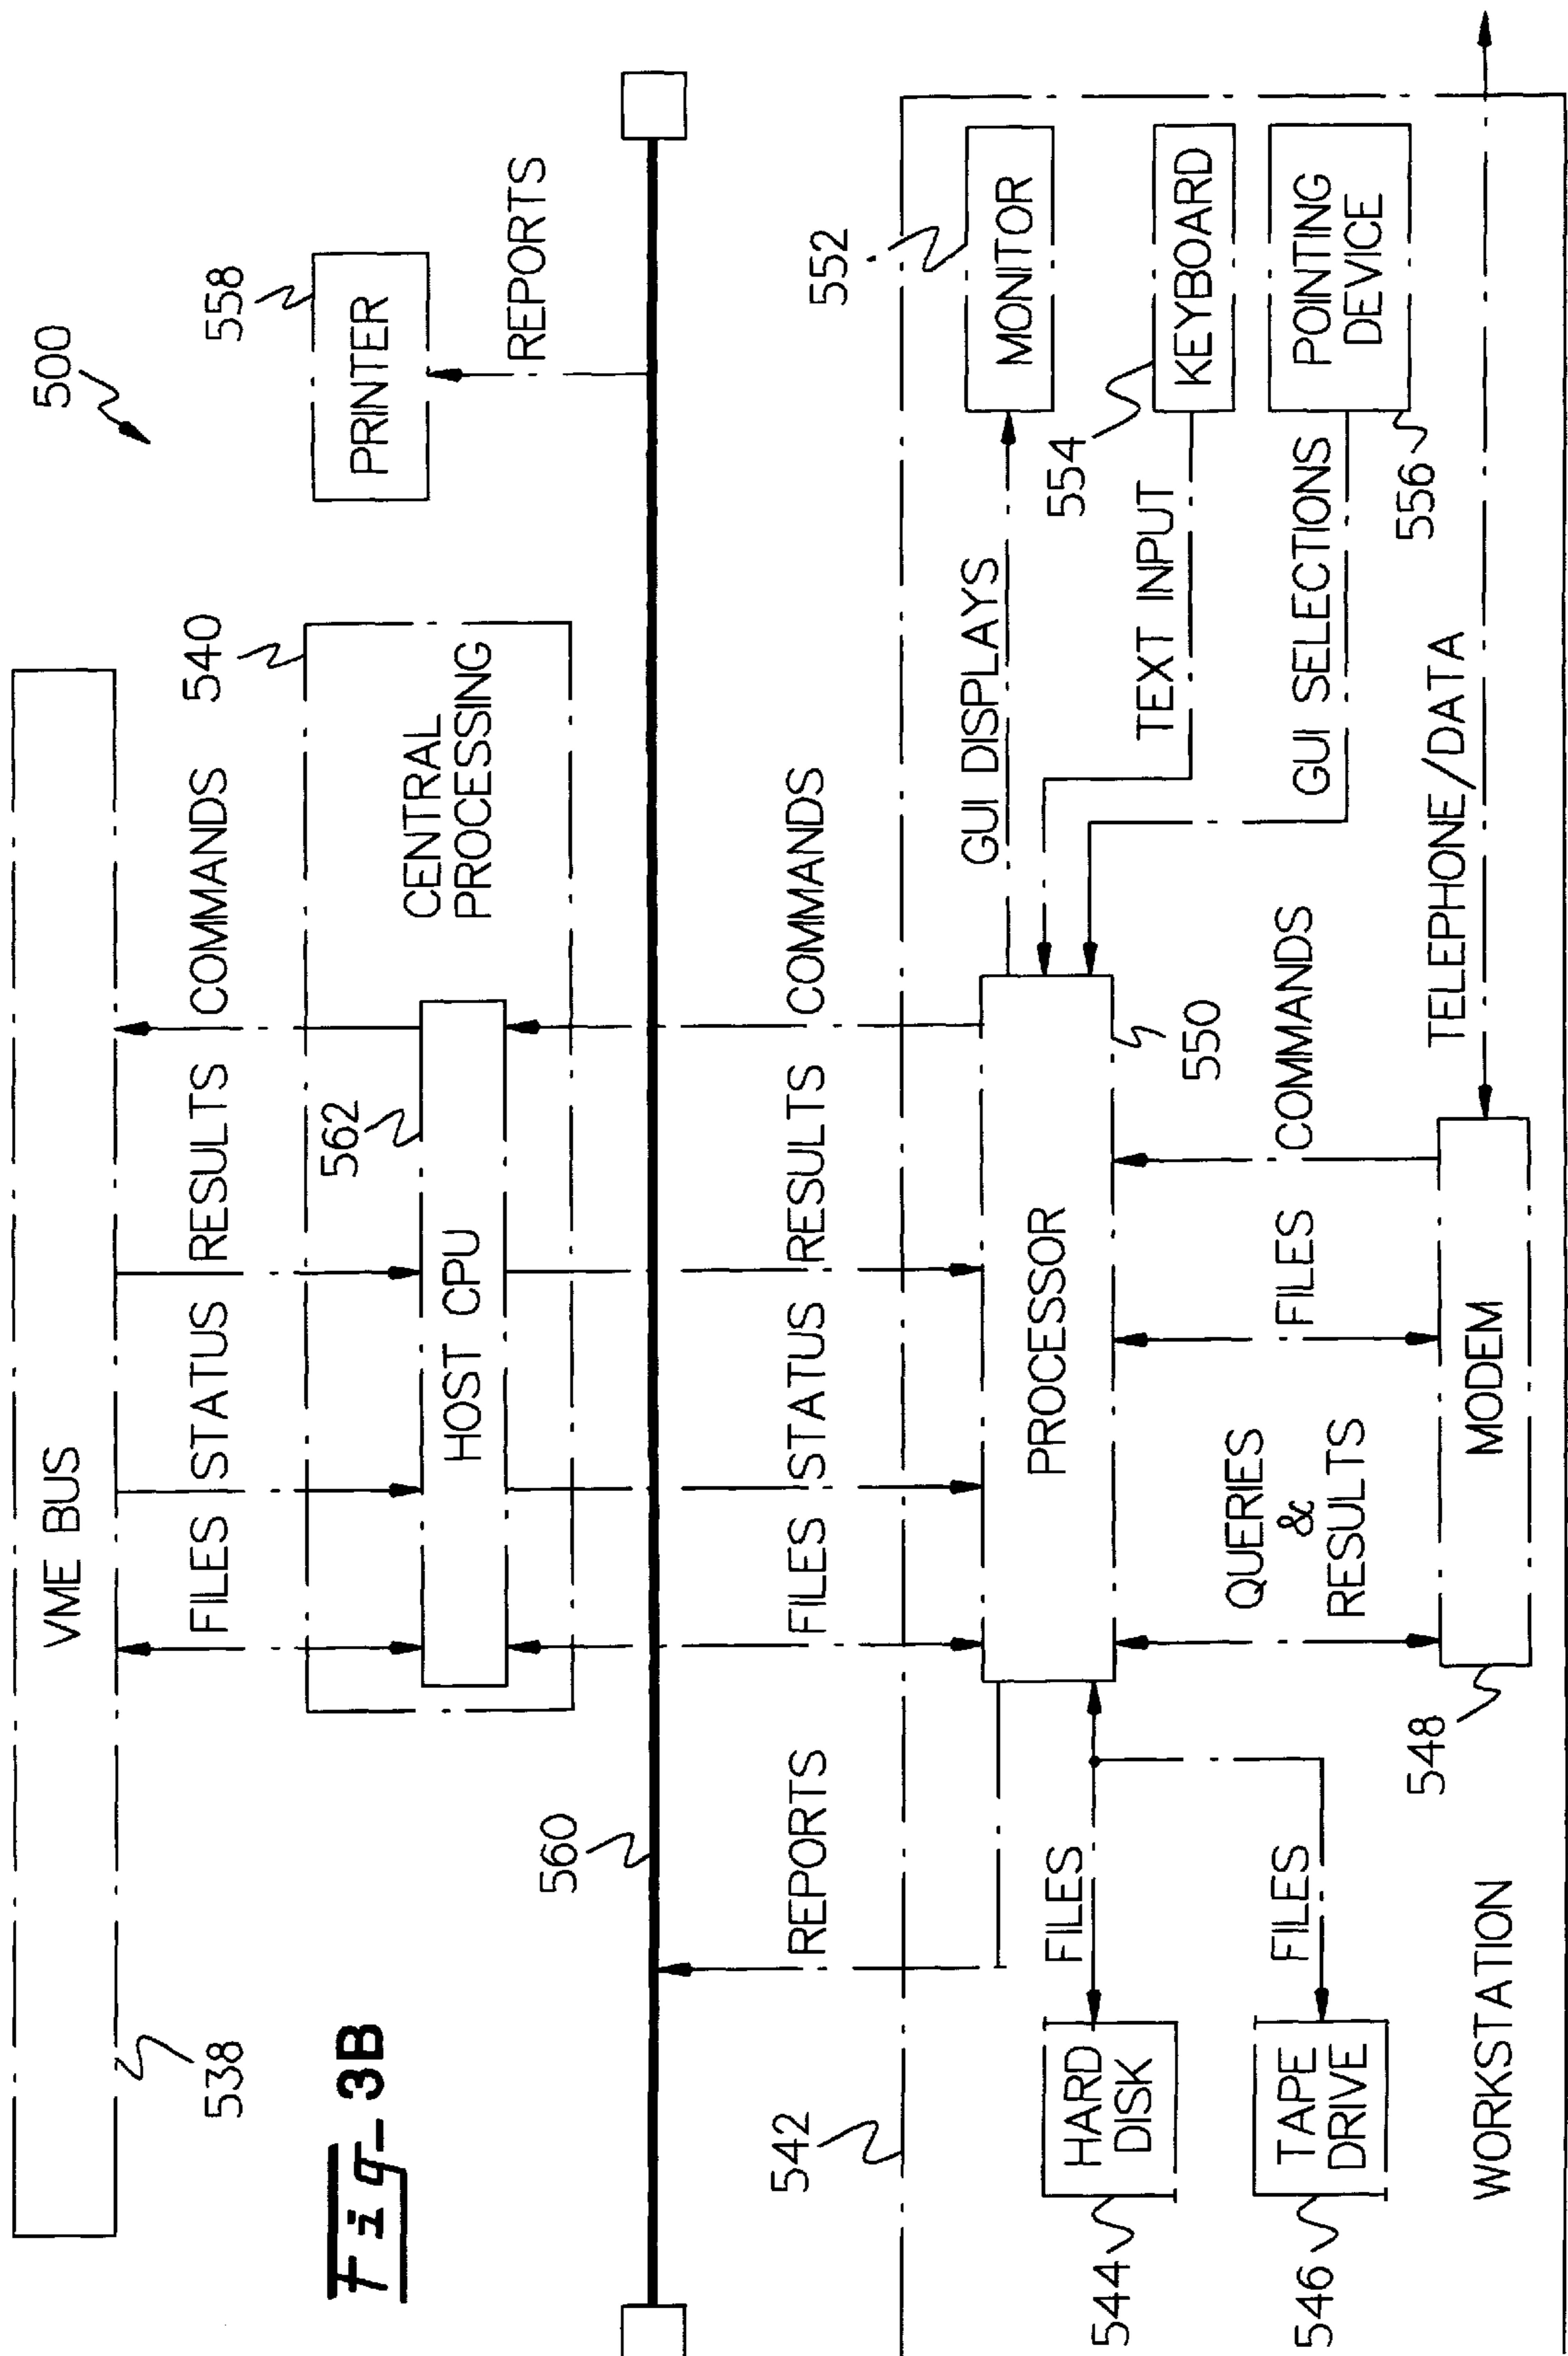 VME BUS
538
FILES
STATUS
RESULTS
COMMANDS
500
540
562
HOST CPU
CENTRAL
PROCESSING
558
PRINTER
REPORTS
Fig_ 3B
560
REPORTS
FILES
STATUS
RESULTS
COMMANDS
542
552
GUI DISPLAYS
MONITOR
544
HARD
DISK
FILES
PROCESSOR
550
554
TEXT INPUT
KEYBOARD
546
TAPE
DRIVE
FILES
QUERIES
&
RESULTS
FILES
COMMANDS
GUI SELECTIONS
POINTING
DEVICE
556
548
MODEM
TELEPHONE/DATA
WORKSTATION